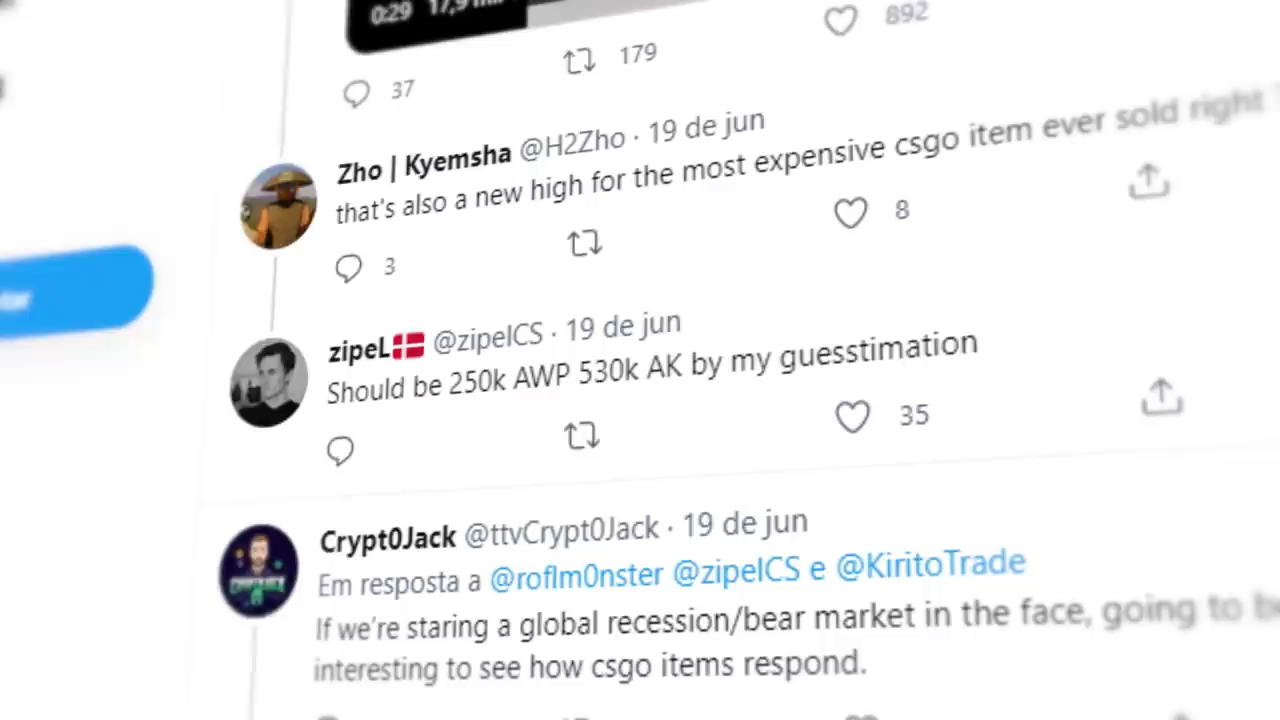 0:29 17,9
892
179
37
Zho | Kyemsha @H2Zho · 19 de jun
that's also a new high for the most expensive csgo item ever sold right
3
8
zipeL🇩🇰 @zipelCS · 19 de jun
Should be 250k AWP 530k AK by my guesstimation
35
Crypt0Jack @ttvCrypt0Jack · 19 de jun
Em resposta a @roflm0nster @zipelCS e @KiritoTrade
If we're staring a global recession/bear market in the face, going to
interesting to see how csgo items respond.